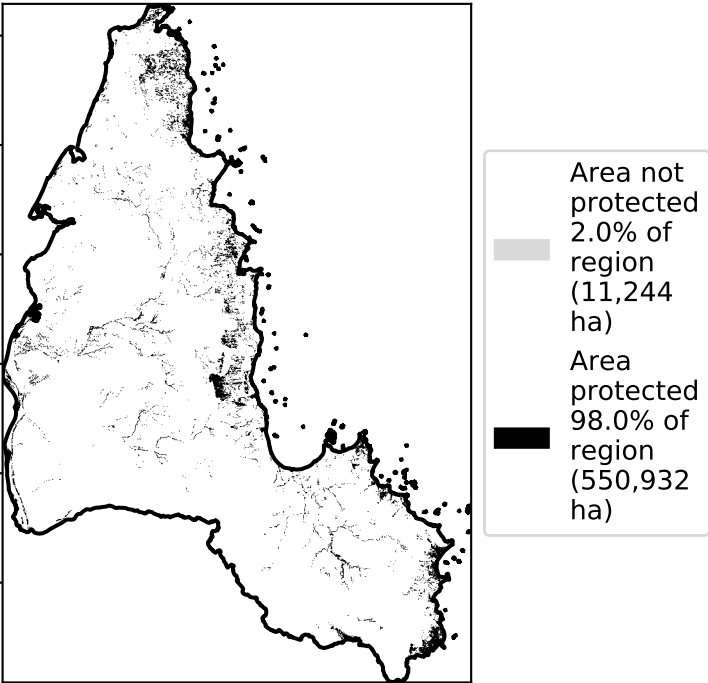 Area not
protected
2.0% of
region
(11,244
ha)
Area
protected
98.0% of
region
(550,932
ha)